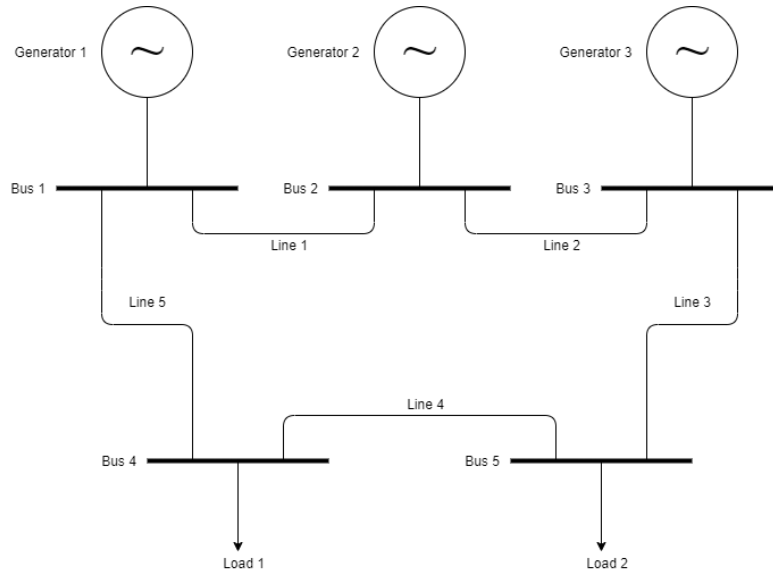 Generator 1
Generator 2
Generator 3
Bus 1
Bus 2
Bus 3
Line 1
Line 2
Line 5
Line 3
Line 4
Bus 4
Bus 5
Load 1
Load 2